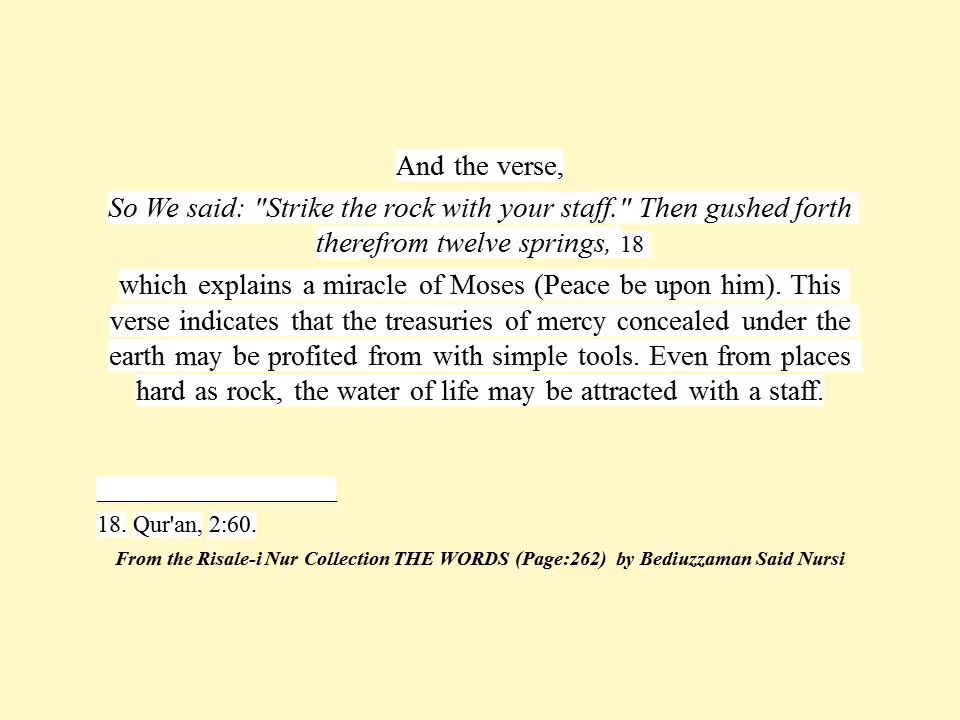 And the verse,
So We said: "Strike the rock with your staff." Then gushed forth
therefrom twelve springs, 18
which explains a miracle of Moses (Peace be upon him). This
verse indicates that the treasuries of mercy concealed under the
earth may be profited from with simple tools. Even from places
hard as rock, the water of life may be attracted with a staff.
18. Qur'an, 2:60.
From the Risale-i Nur Collection THE WORDS (Page:262) by Bediuzzaman Said Nursi